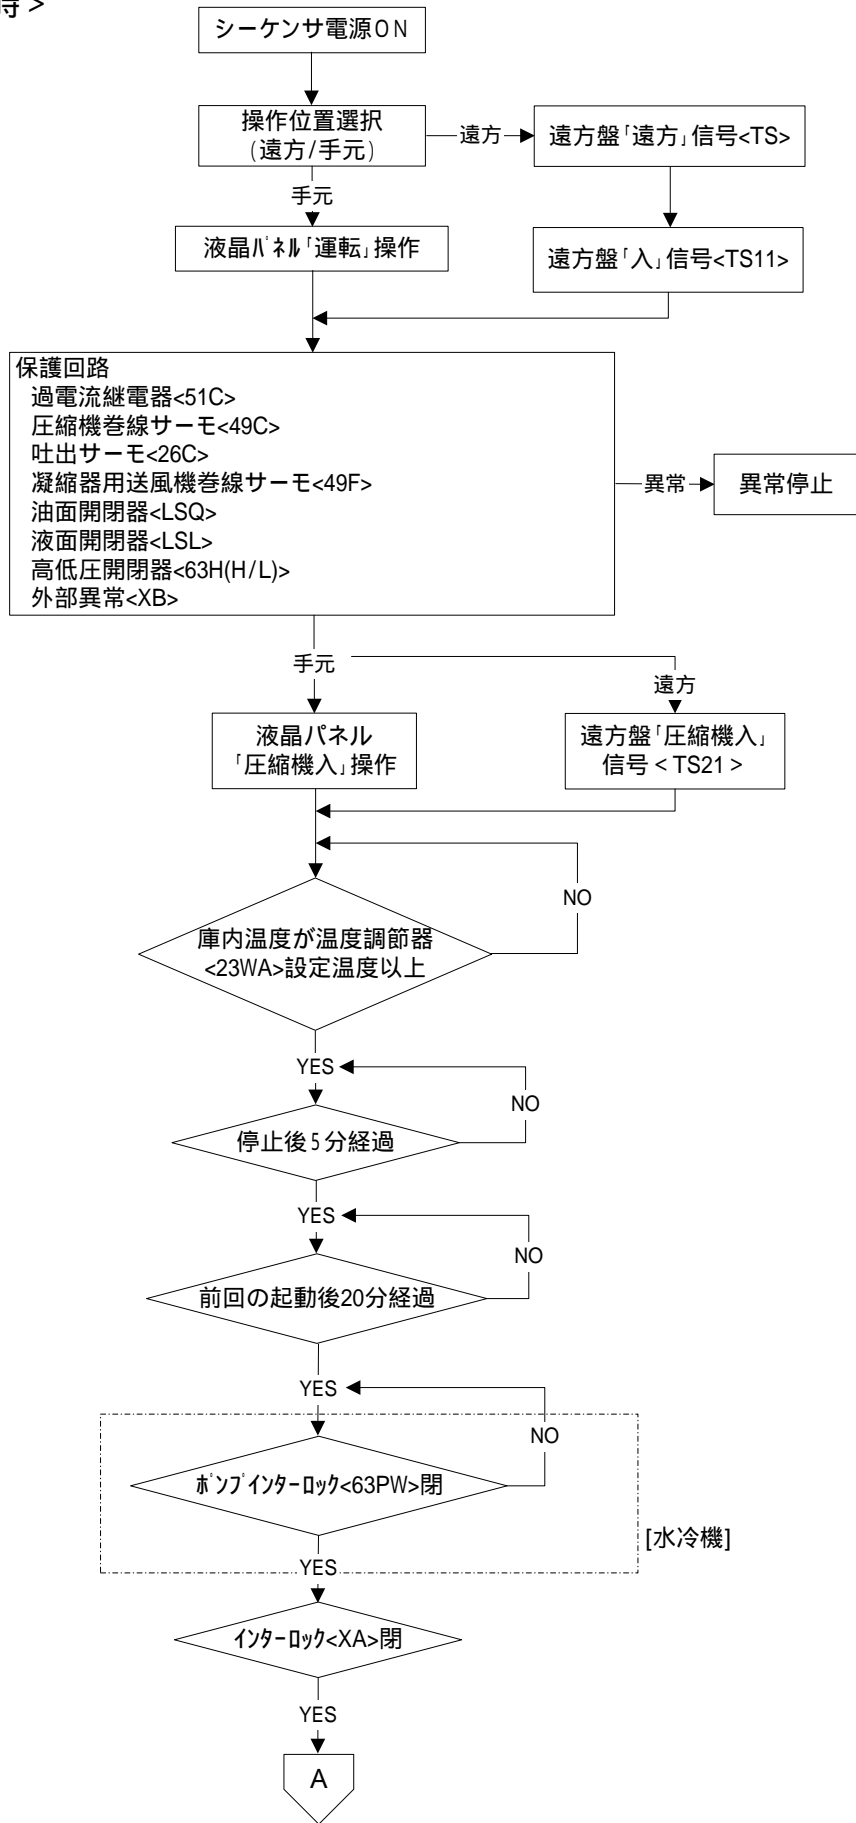 時 >
シーケンサ電源ON
操作位置選択
(遠方/手元)
遠方
遠方盤｢遠方｣信号<TS>
手元
液晶ﾊﾟﾈﾙ｢運転｣操作
遠方盤｢入｣信号<TS11>
保護回路
過電流継電器<51C>
圧縮機巻線サーモ<49C>
吐出サーモ<26C>
凝縮器用送風機巻線サーモ<49F>
油面開閉器<LSQ>
液面開閉器<LSL>
高低圧開閉器<63H(H/L)>
外部異常<XB>
異常
異常停止
手元
遠方
液晶パネル
｢圧縮機入｣操作
遠方盤｢圧縮機入｣
信号 < TS21 >
NO
庫内温度が温度調節器
<23WA>設定温度以上
YES
NO
停止後5分経過
YES
NO
前回の起動後20分経過
YES
NO
ﾎﾟﾝﾌﾟｲﾝﾀｰﾛｯｸ<63PW>閉
[水冷機]
YES
ｲﾝﾀｰﾛｯｸ<XA>閉
YES
A